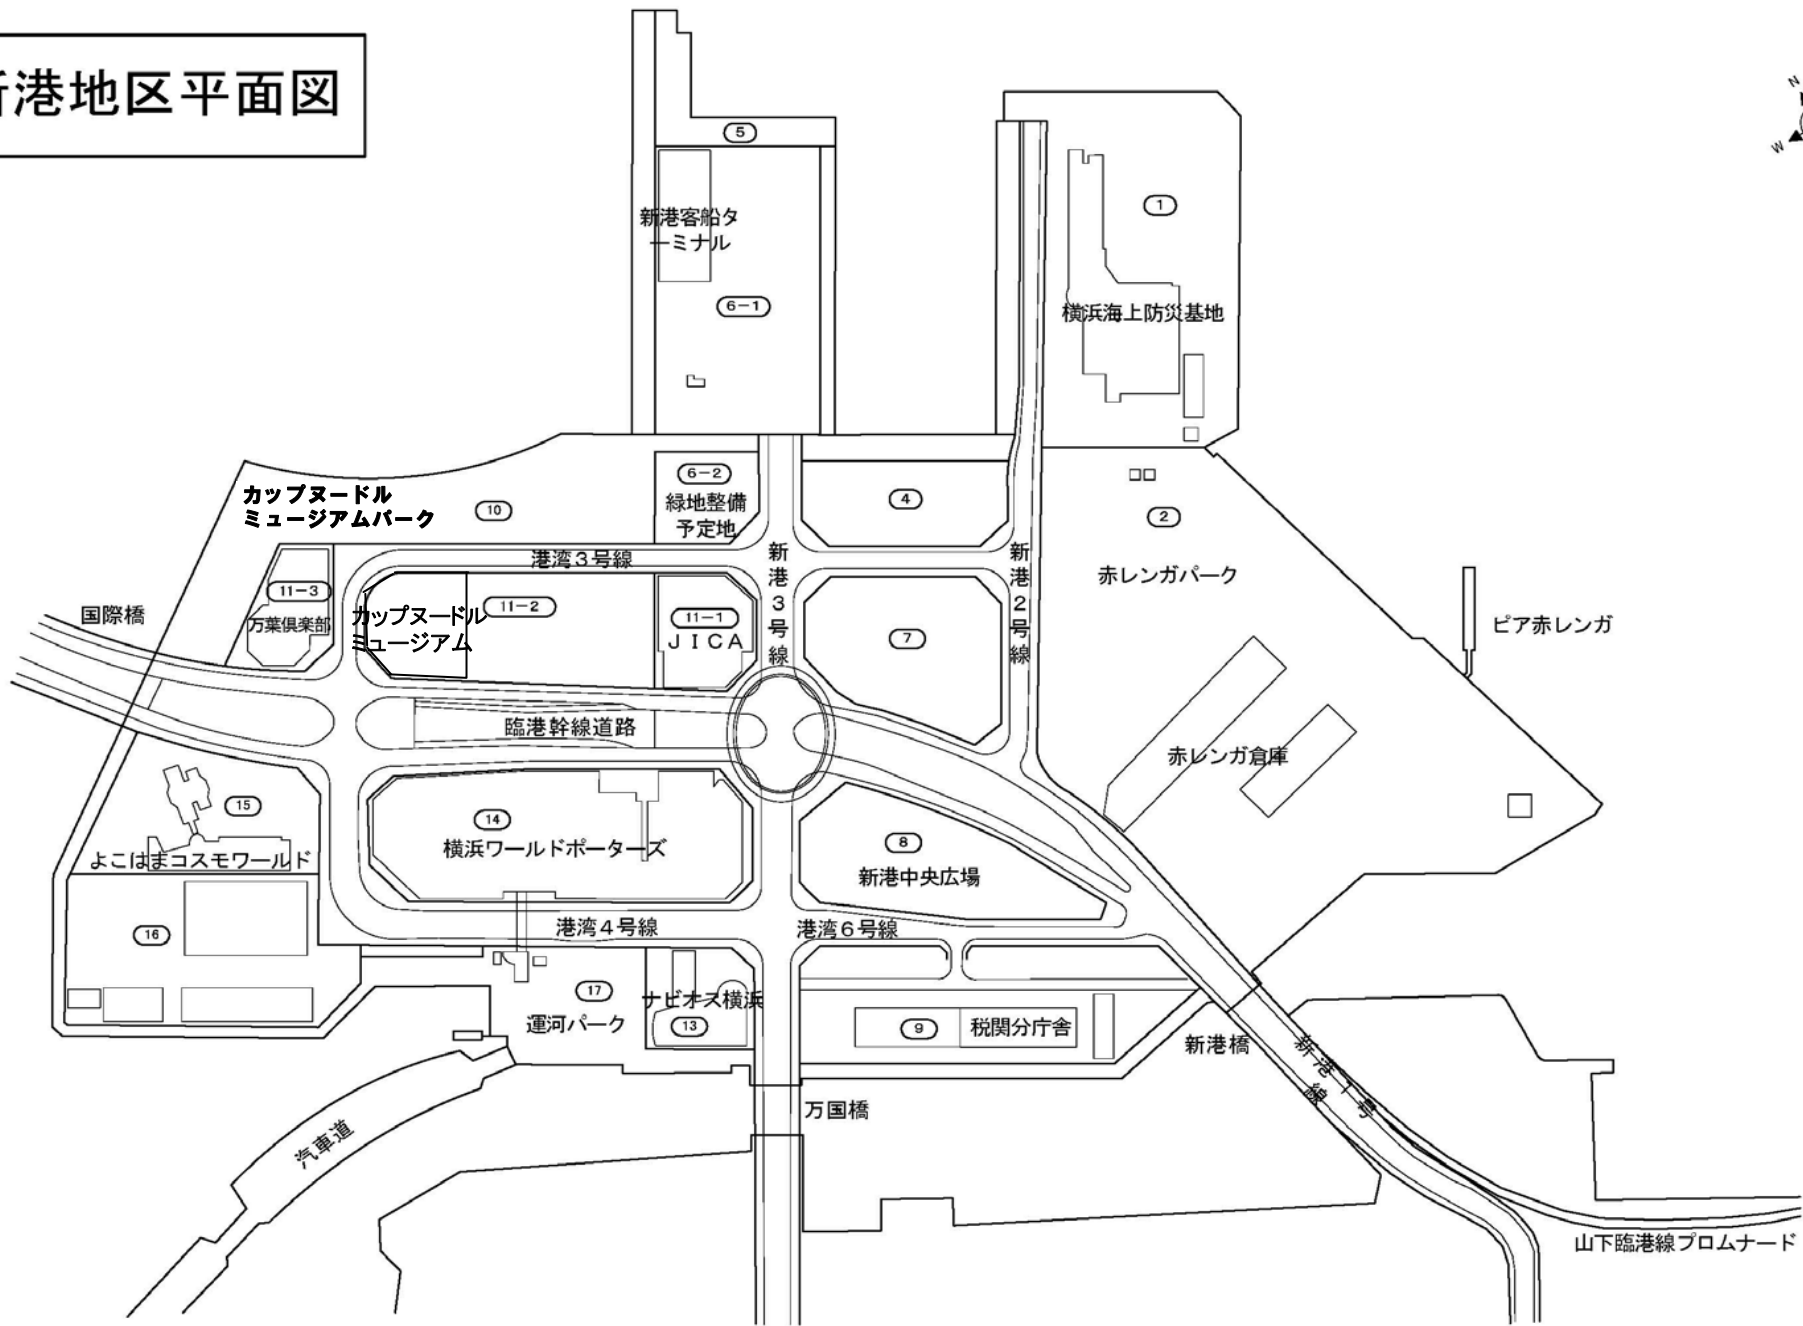 新港地区平面図
N
W
5
1
新港客船タ
ーミナル
6-1
横浜海上防災基地
カップヌードル
ミュージアムパーク
10
6-2
緑地整備
予定地
4
2
港湾3号線
新港3号線
新港2号線
赤レンガパーク
国際橋
11-3
万葉倶楽部
カップヌードル
ミュージアム
11-2
11-1
JICA
7
ピア赤レンガ
臨港幹線道路
赤レンガ倉庫
15
よこはまコスモワールド
14
横浜ワールドポーターズ
8
新港中央広場
16
港湾4号線
港湾6号線
17
運河パーク
ナビオス横浜
13
9
税関分庁舎
新港橋
新港1号
線
万国橋
汽車道
山下臨港線プロムナード